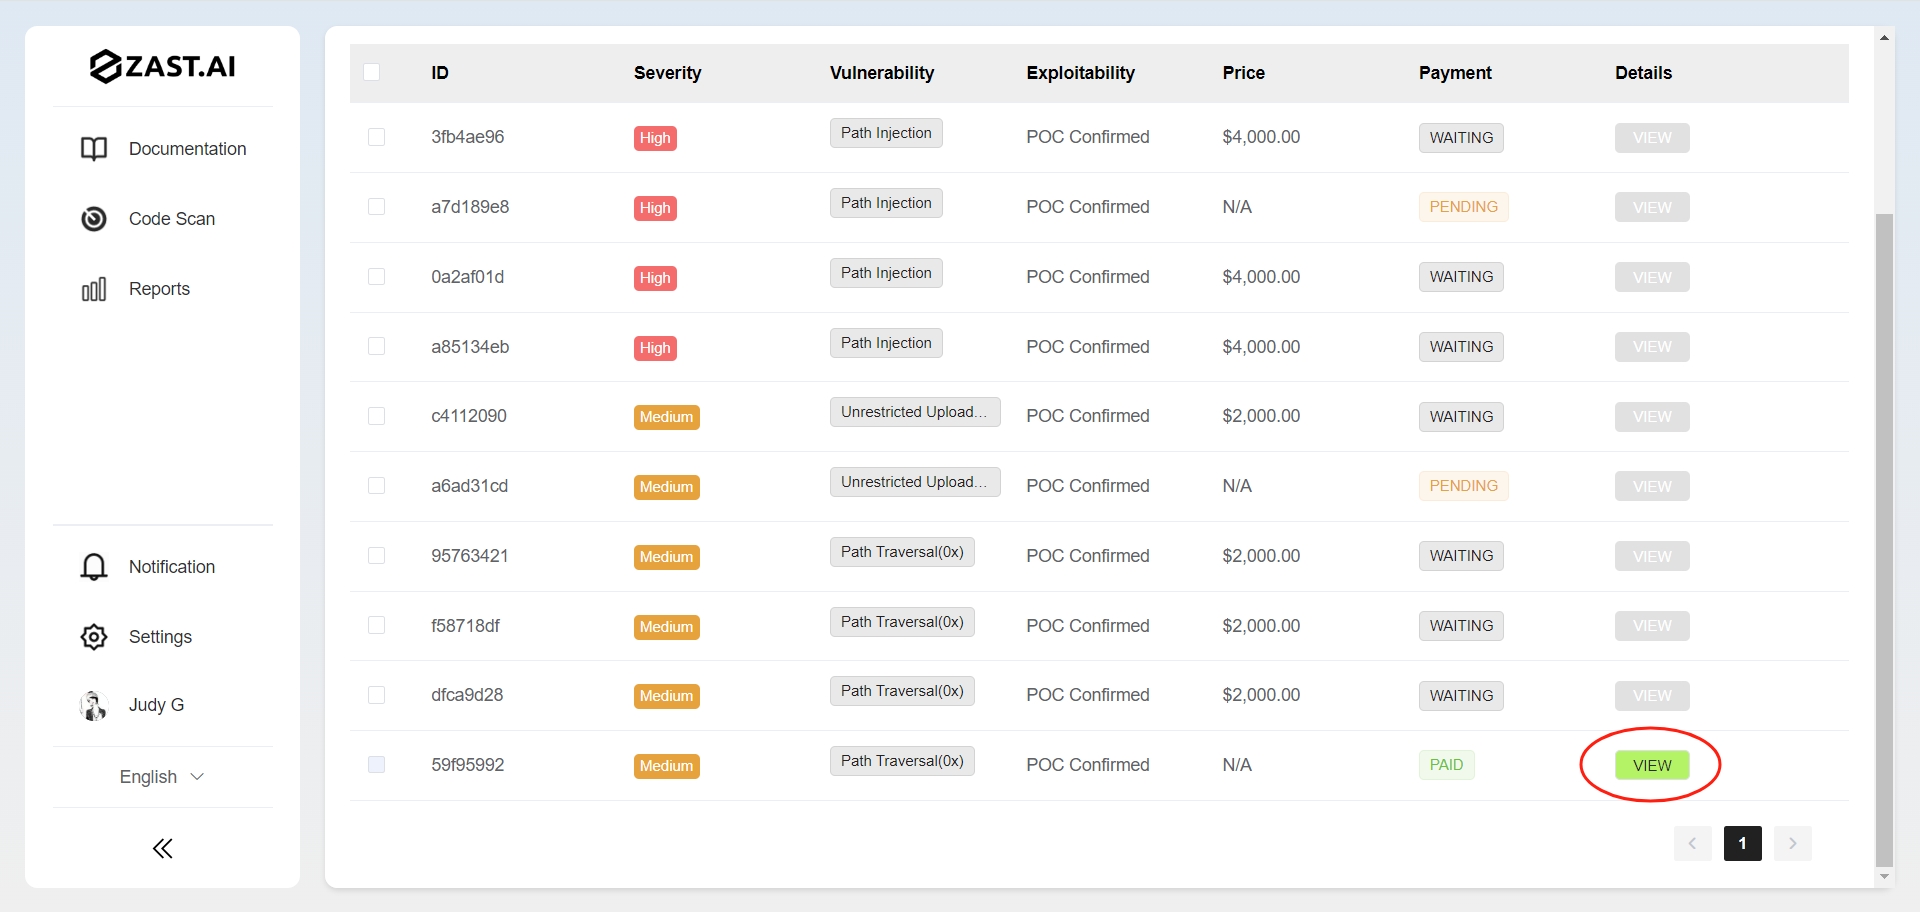 ZAST.AI
Documentation
Code Scan
Reports
Notification
Settings
Judy G
English
ID Severity Vulnerability Exploitability Price Payment Details
3fb4ae96 High Path Injection POC Confirmed $4,000.00 WAITING VIEW
a7d189e8 High Path Injection POC Confirmed N/A PENDING VIEW
0a2af01d High Path Injection POC Confirmed $4,000.00 WAITING VIEW
a85134eb High Path Injection POC Confirmed $4,000.00 WAITING VIEW
c4112090 Medium Unrestricted Upload... POC Confirmed $2,000.00 WAITING VIEW
a6ad31cd Medium Unrestricted Upload... POC Confirmed N/A PENDING VIEW
95763421 Medium Path Traversal(0x) POC Confirmed $2,000.00 WAITING VIEW
f58718df Medium Path Traversal(0x) POC Confirmed $2,000.00 WAITING VIEW
dfca9d28 Medium Path Traversal(0x) POC Confirmed $2,000.00 WAITING VIEW
59f95992 Medium Path Traversal(0x) POC Confirmed N/A PAID VIEW
1